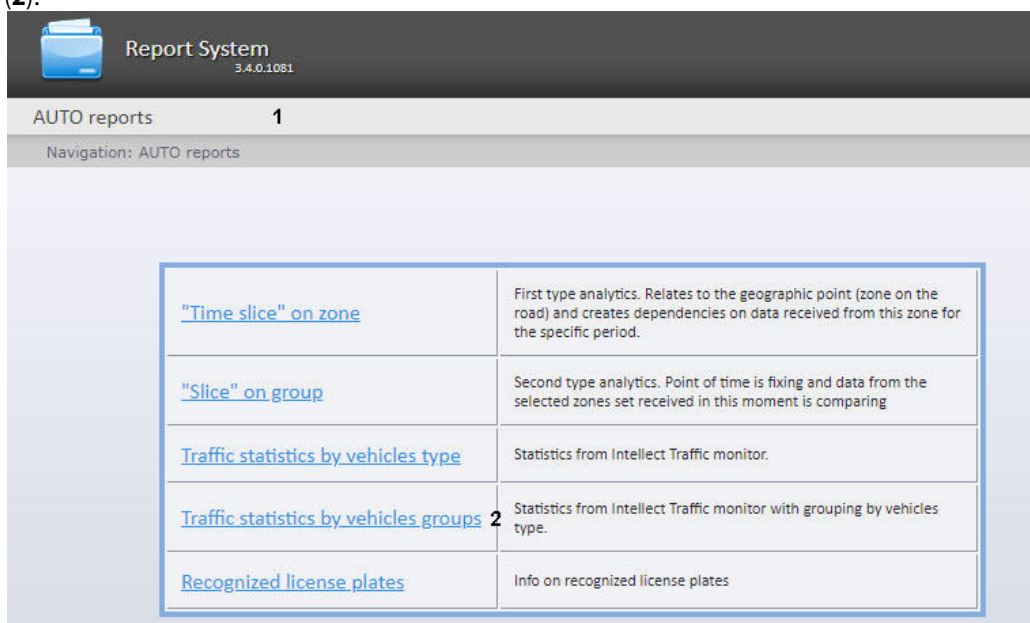 (2).
Report System
3.4.0.1081
AUTO reports 1
Navigation: AUTO reports
"Time slice" on zone
First type analytics. Relates to the geographic point (zone on the
road) and creates dependencies on data received from this zone for
the specific period.
"Slice" on group
Second type analytics. Point of time is fixing and data from the
selected zones set received in this moment is comparing
Traffic statistics by vehicles type
Statistics from Intellect Traffic monitor.
Traffic statistics by vehicles groups 2
Statistics from Intellect Traffic monitor with grouping by vehicles
type.
Recognized license plates
Info on recognized license plates